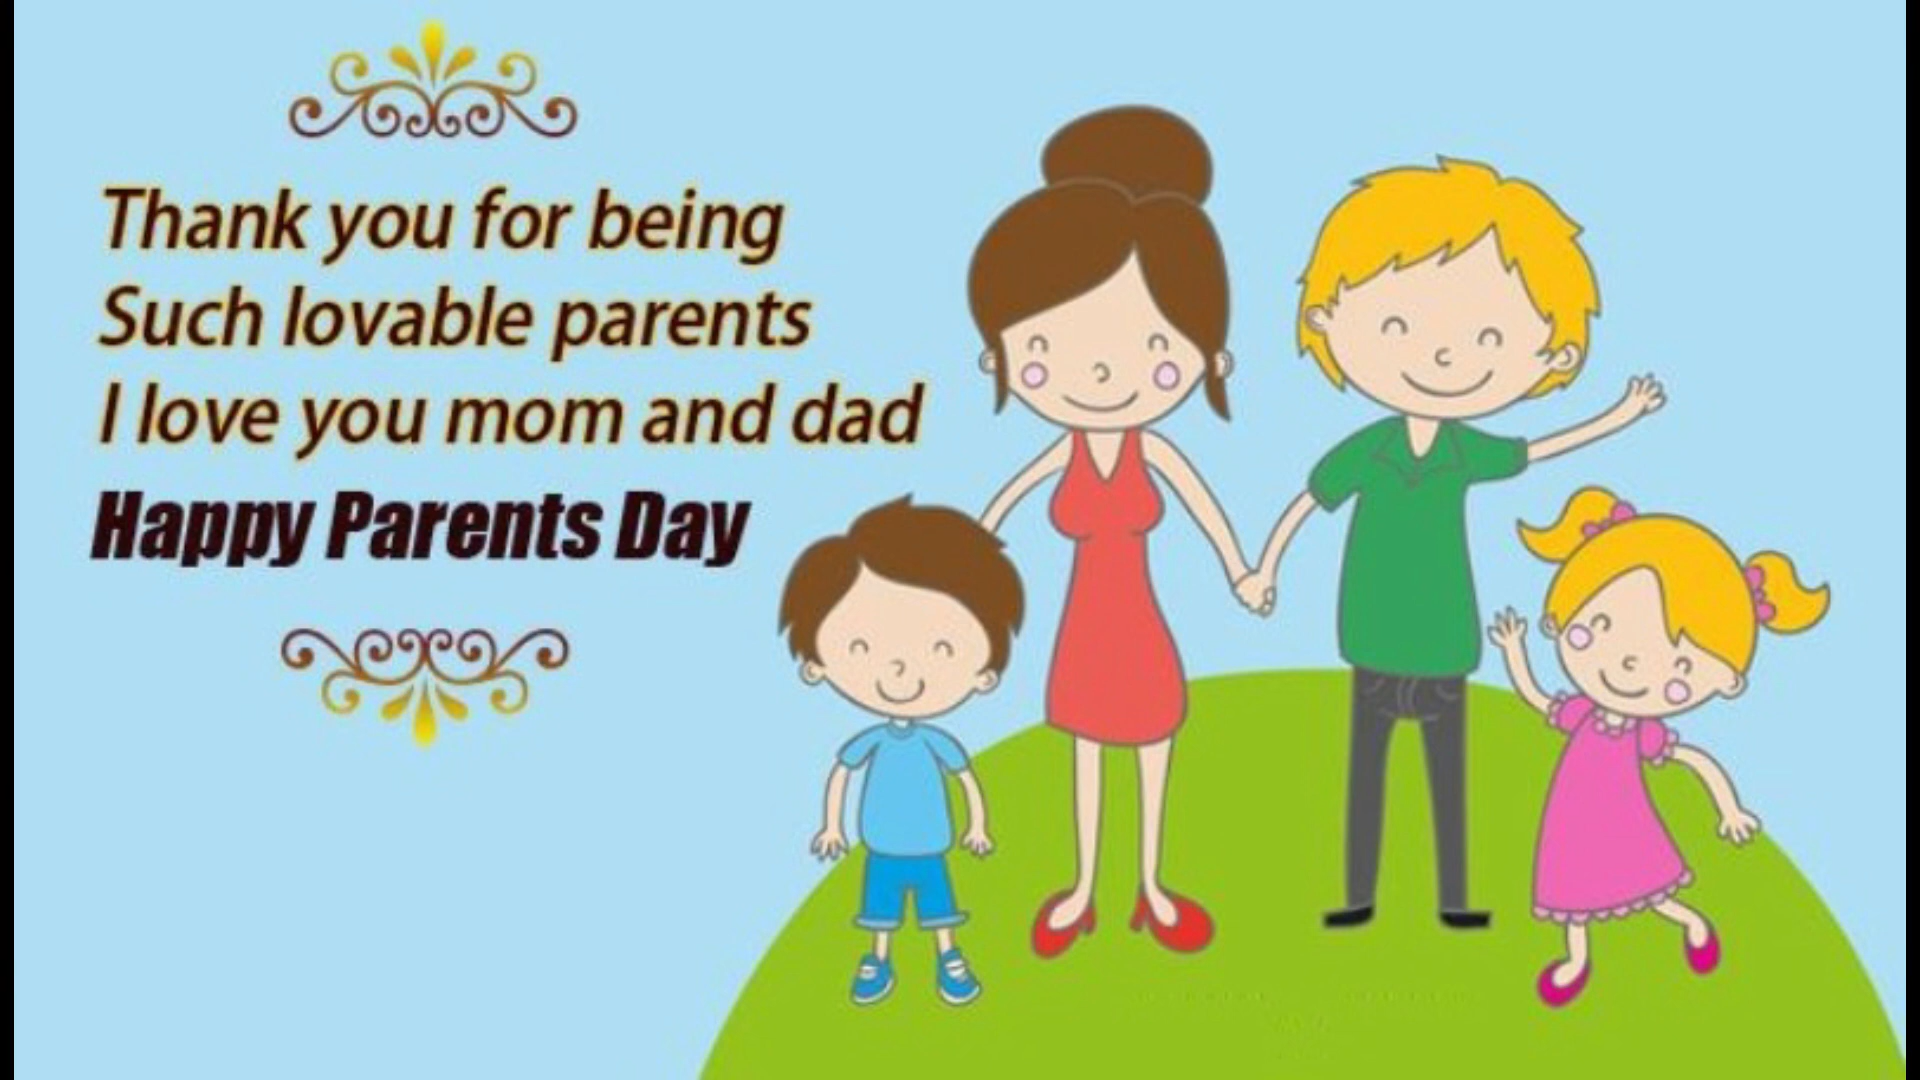 Thank you for being
Such lovable parents
I love you mom and dad
Happy Parents Day